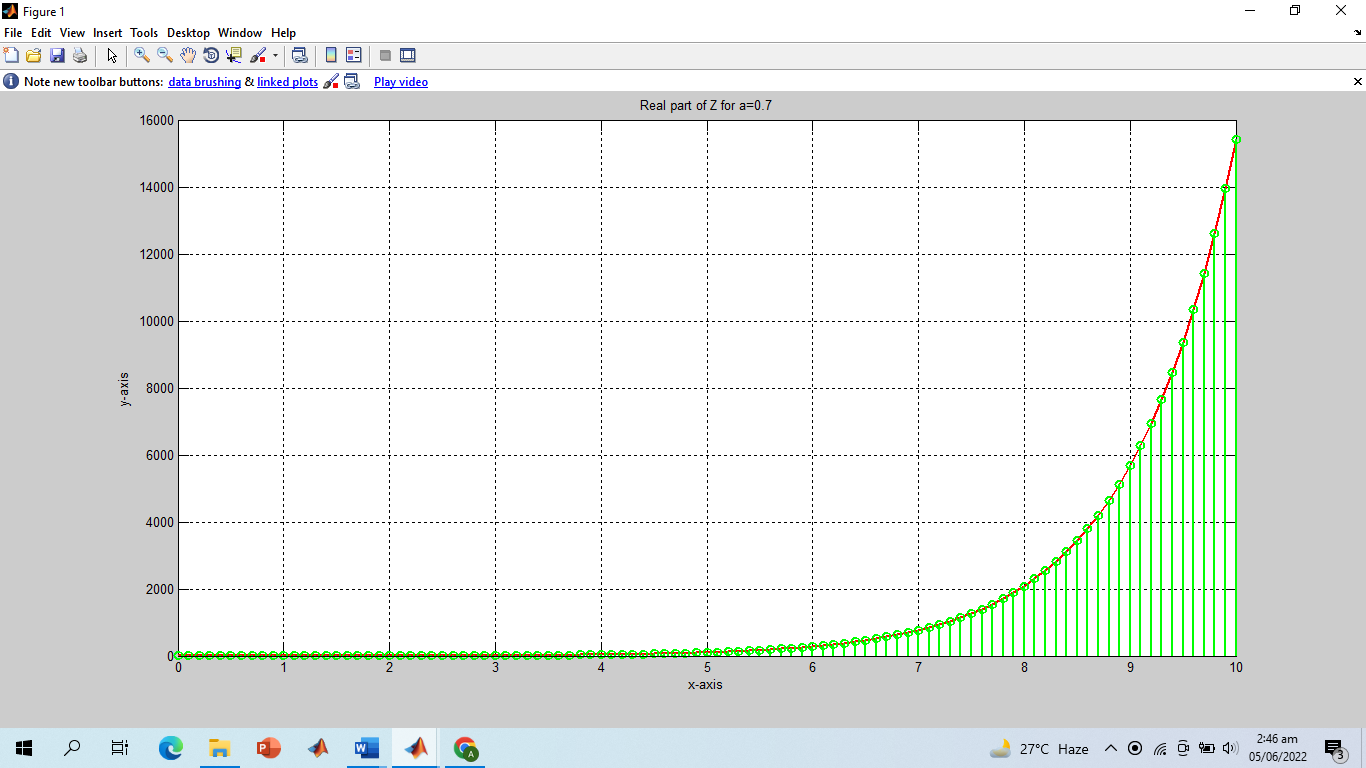 Figure 1
File Edit View Insert Tools Desktop Window Help
Note new toolbar buttons: data brushing & linked plots Play video
Real part of Z for a=0.7
16000
14000
12000
10000
8000
6000
4000
2000
0
y-axis
0 1 2 3 4 5 6 7 8 9 10
x-axis
27°C Haze
2:46 am
05/06/2022
3